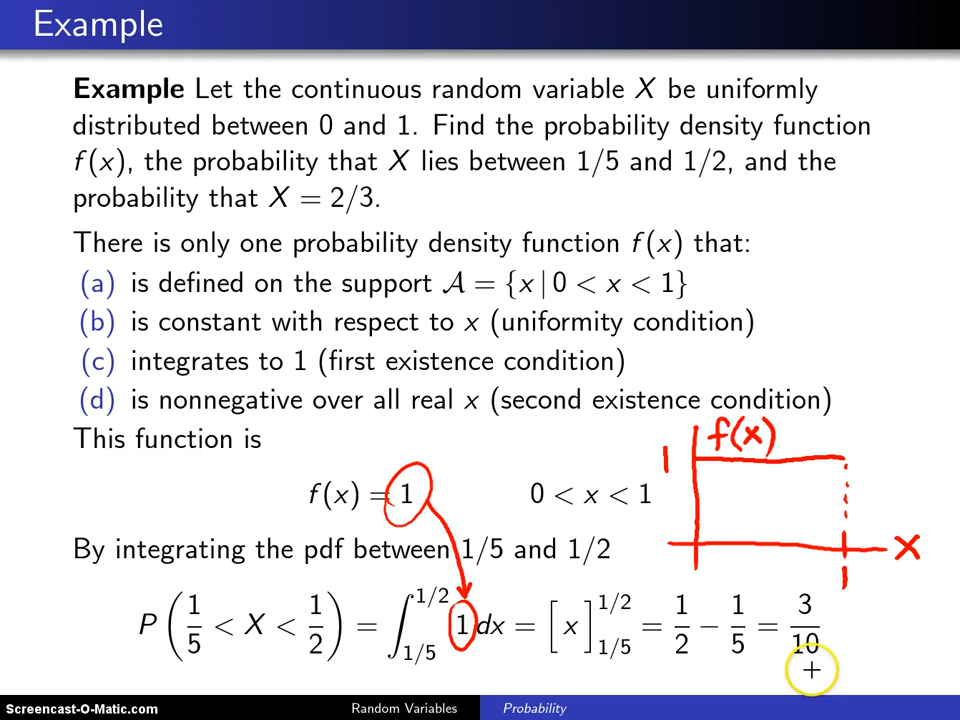 Example
Example Let the continuous random variable X be uniformly
distributed between 0 and 1. Find the probability density function
f(x), the probability that X lies between 1/5 and 1/2, and the
probability that X = 2/3.
There is only one probability density function f(x) that:
(a) is defined on the support 𝒜 = {x | 0 < x < 1}
(b) is constant with respect to x (uniformity condition)
(c) integrates to 1 (first existence condition)
(d) is nonnegative over all real x (second existence condition)
This function is
f(x)
1
f(x) = 1 0 < x < 1
x
1
By integrating the pdf between 1/5 and 1/2
P(1/5 < X < 1/2) = ∫_{1/5}^{1/2} 1 dx = [x]_{1/5}^{1/2} = 1/2 − 1/5 = 3/10
Screencast-O-Matic.com Random Variables Probability